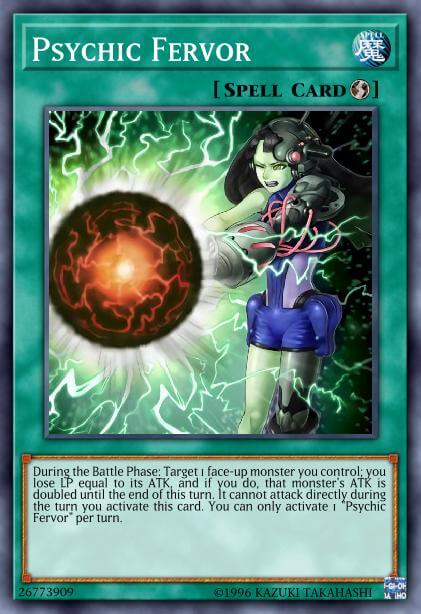 Psychic Fervor
SPELL
魔
[Spell Card]
During the Battle Phase: Target 1 face-up monster you control; you
lose LP equal to its ATK, and if you do, that monster's ATK is
doubled until the end of this turn. It cannot attack directly during
the turn you activate this card. You can only activate 1 "Psychic
Fervor" per turn.
26773909
©1996 KAZUKI TAKAHASHI